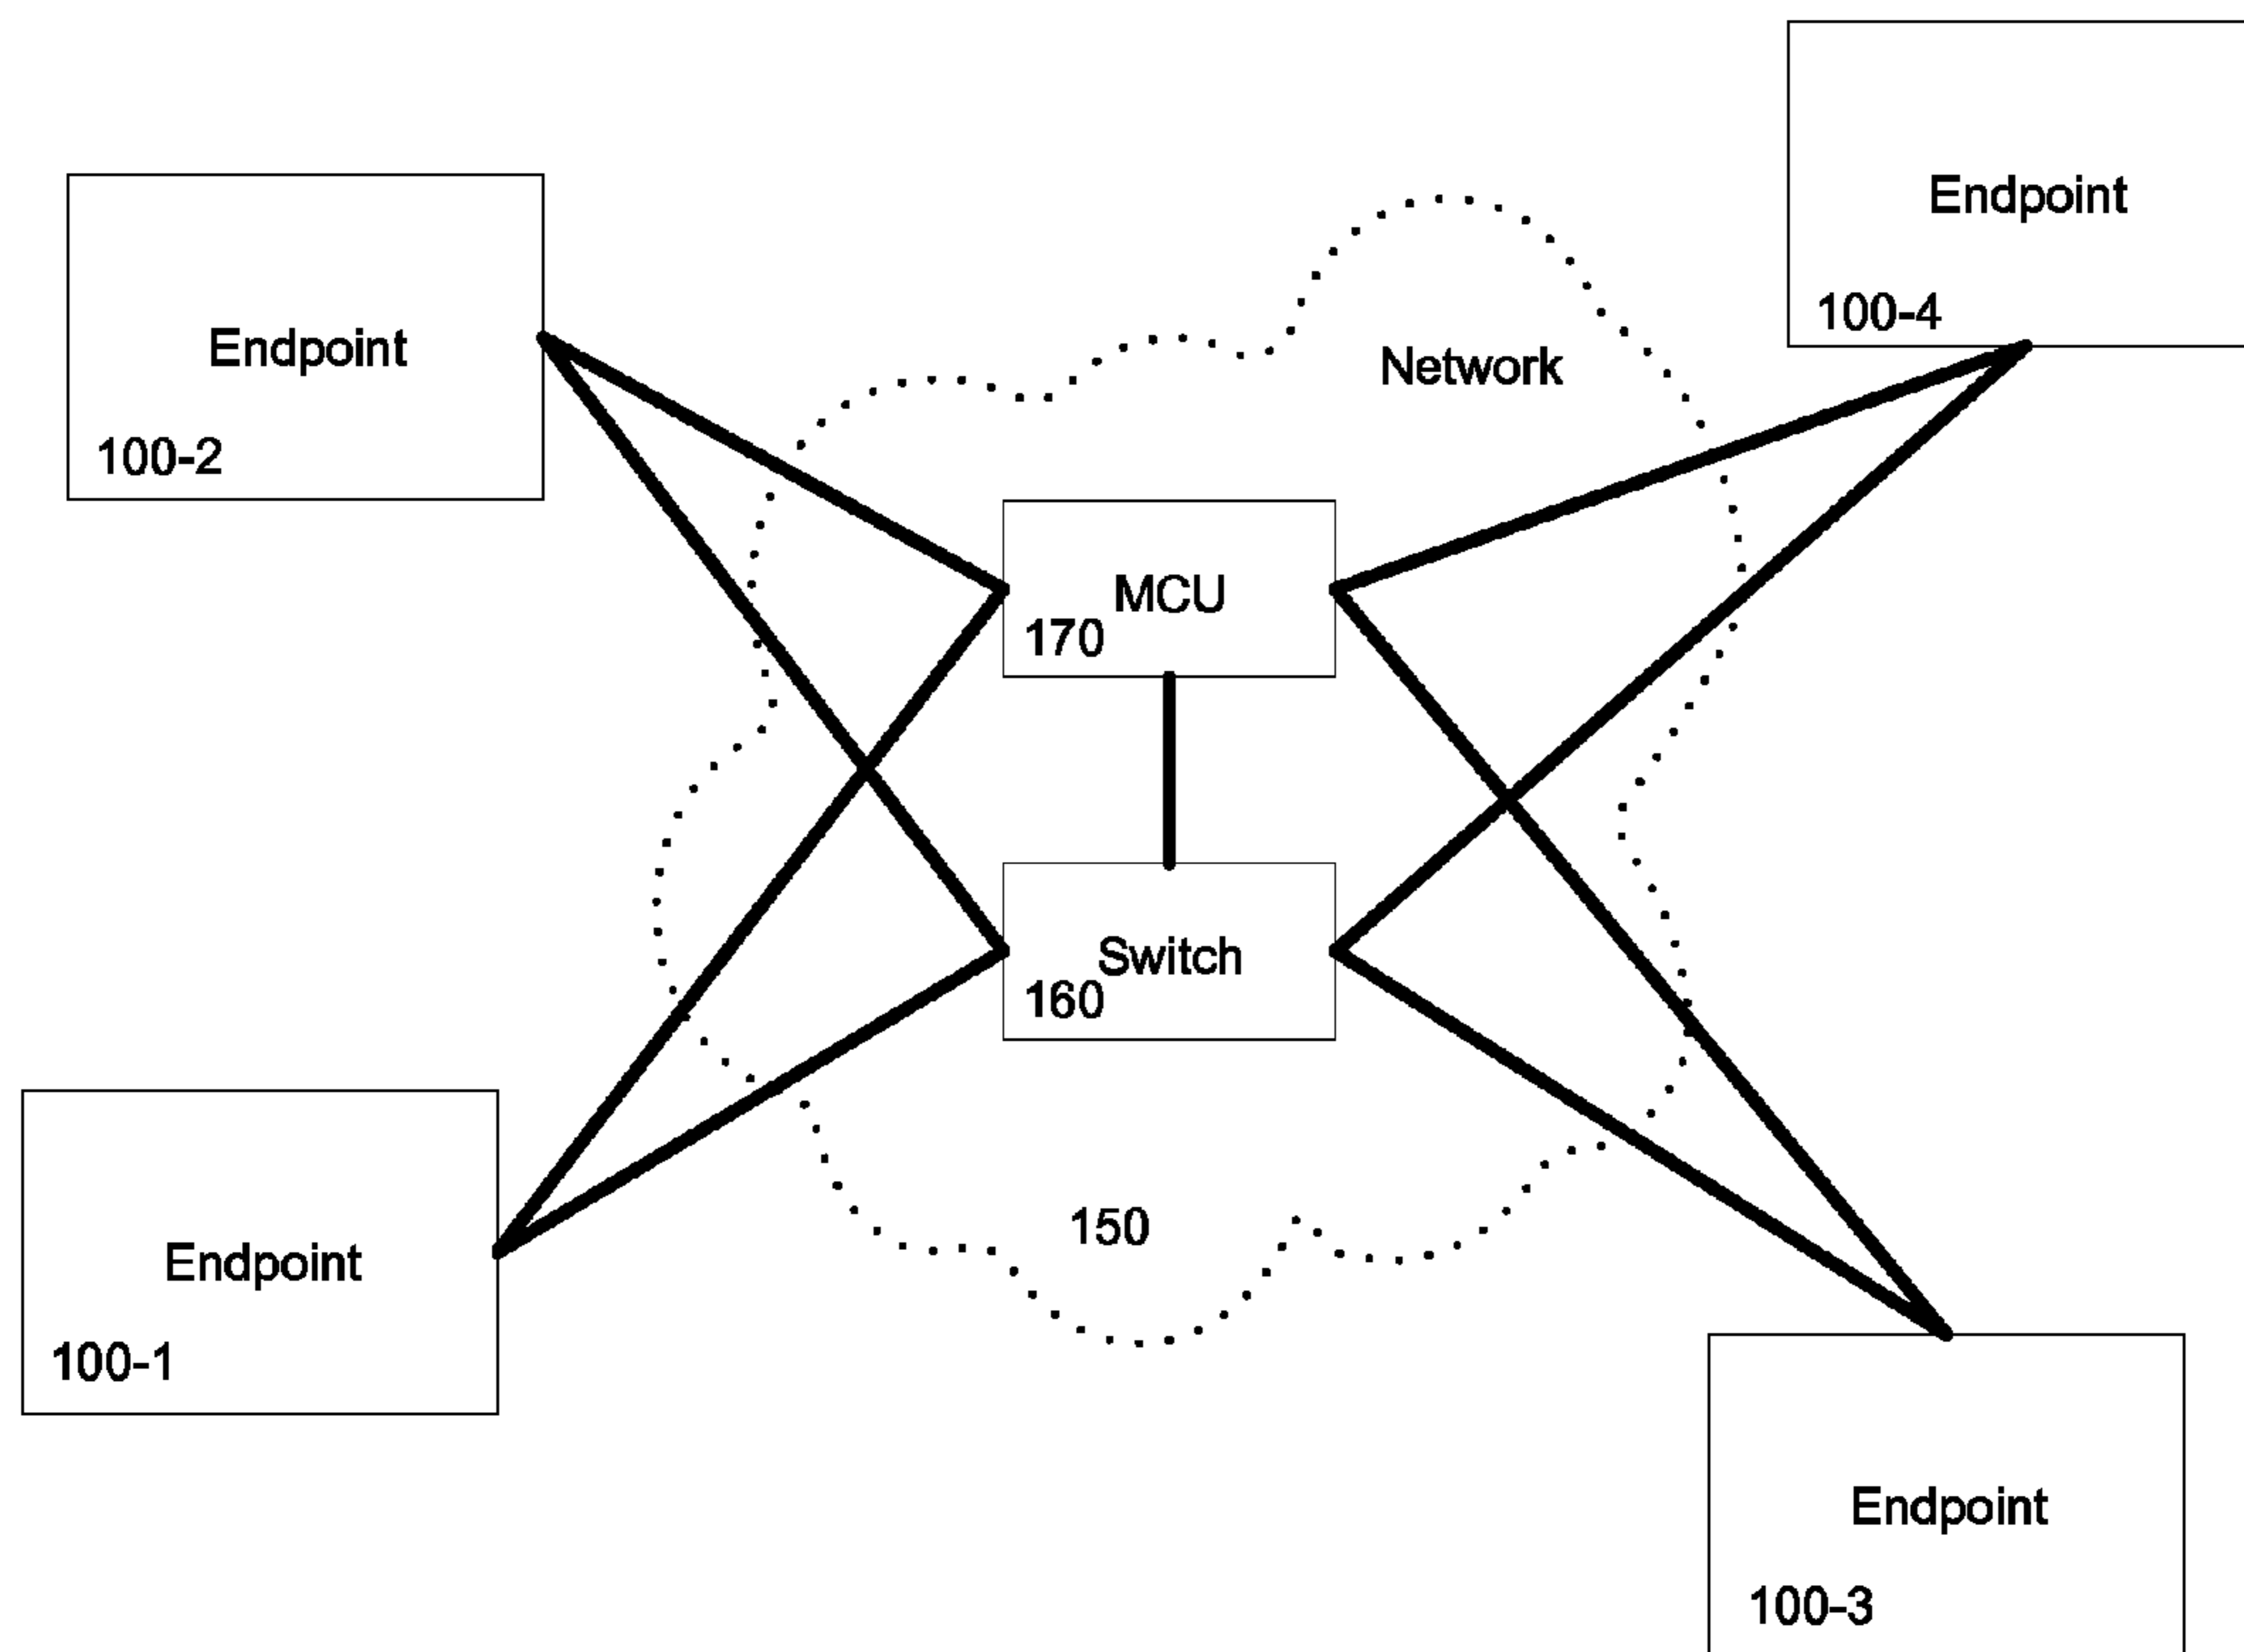 Endpoint
100-4
Endpoint
100-2
Network
MCU
170
Switch
160
150
Endpoint
100-1
Endpoint
100-3